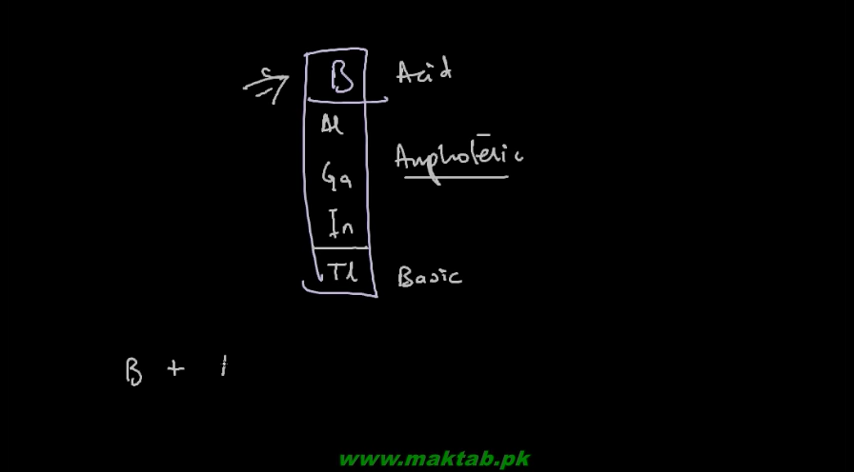 B Acid
Al
Amphoteric
Ga
In
Tl Basic
B +
www.maktab.pk